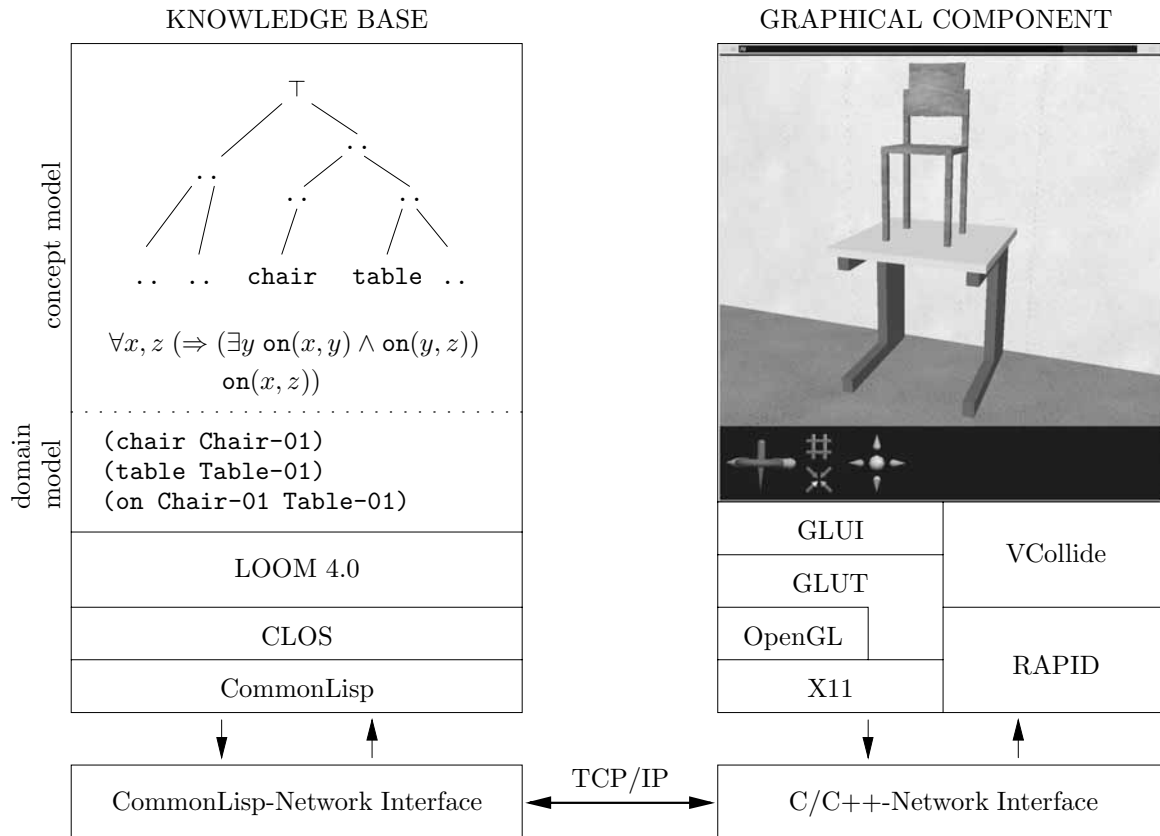 KNOWLEDGE BASE
concept model
⊤
. .
. .
. .
. .
. . . . chair table . .
∀x, z (⇒ (∃y on(x, y) ∧ on(y, z))
on(x, z))
domain
model
(chair Chair-01)
(table Table-01)
(on Chair-01 Table-01)
LOOM 4.0
CLOS
CommonLisp
CommonLisp-Network Interface
TCP/IP
GRAPHICAL COMPONENT
GLUI
GLUT
OpenGL
X11
VCollide
RAPID
C/C++-Network Interface